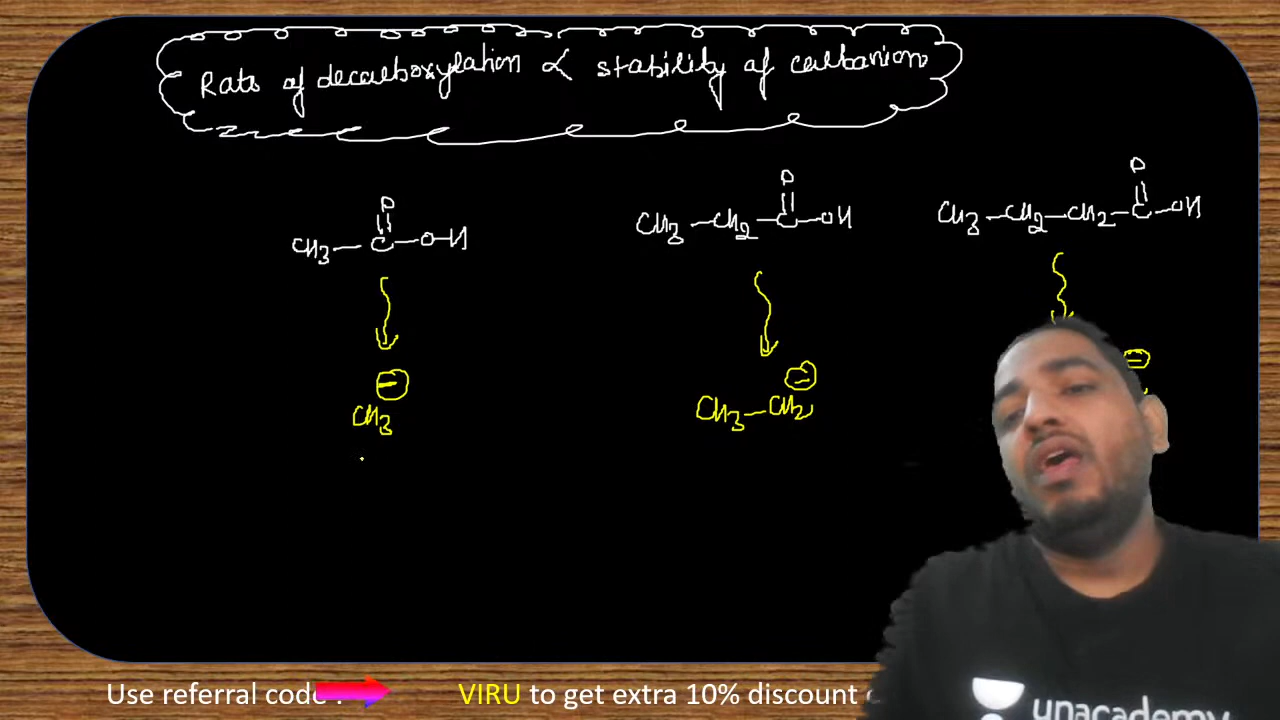 Rate of decarboxylation ∝ stability of carbanion
O O O
CH3 — C — O—H CH3 — CH2 — C — OH CH3 — CH2 — CH2 — C — OH
⊖ ⊖ ⊖
CH3 CH3 — CH2
Use referral code : VIRU to get extra 10% discount
unacademy